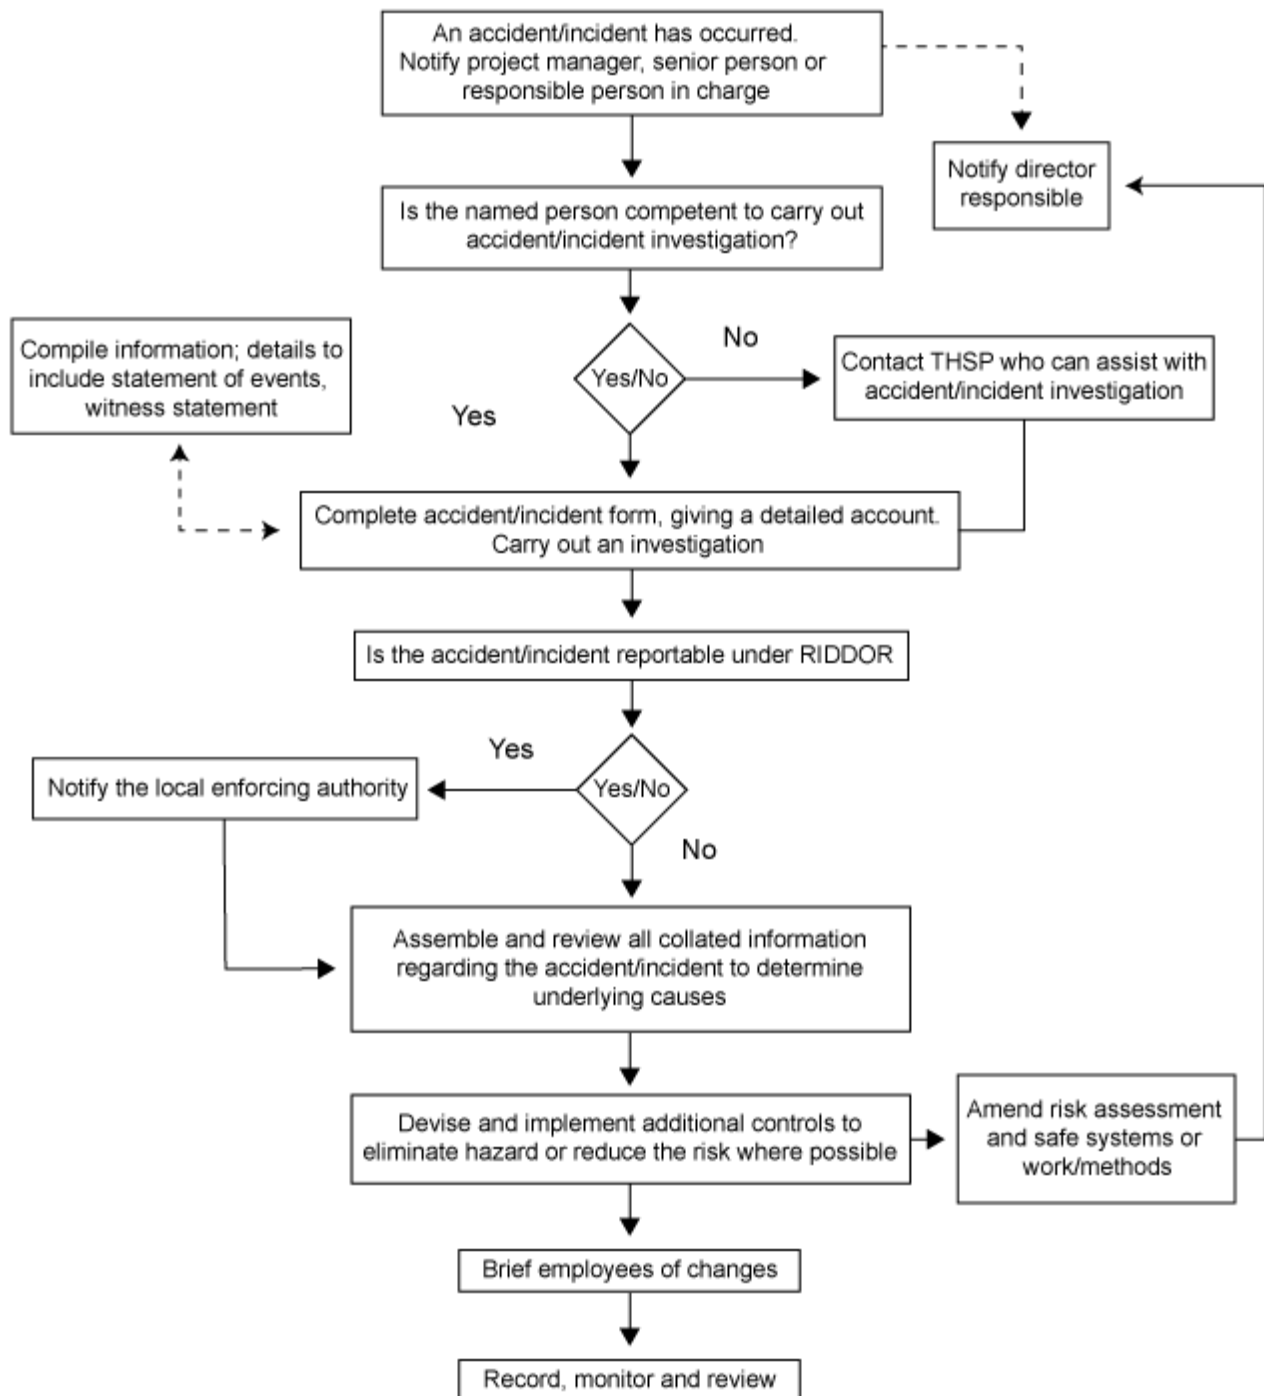 An accident/incident has occurred.
Notify project manager, senior person or
responsible person in charge
Notify director
responsible
Is the named person competent to carry out
accident/incident investigation?
Compile information; details to
include statement of events,
witness statement
Yes/No
No
Yes
Contact THSP who can assist with
accident/incident investigation
Complete accident/incident form, giving a detailed account.
Carry out an investigation
Is the accident/incident reportable under RIDDOR
Yes
Yes/No
No
Notify the local enforcing authority
Assemble and review all collated information
regarding the accident/incident to determine
underlying causes
Devise and implement additional controls to
eliminate hazard or reduce the risk where possible
Amend risk assessment
and safe systems or
work/methods
Brief employees of changes
Record, monitor and review